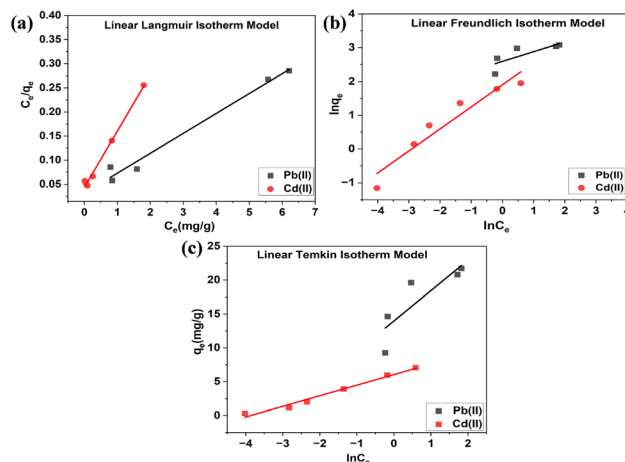 (a)
Linear Langmuir Isotherm Model
0.40
0.35
0.30
0.25
0.20
0.15
0.10
0.05
Ce/qe
0 1 2 3 4 5 6 7
Ce(mg/g)
Pb(II)
Cd(II)
(b)
Linear Freundlich Isotherm Model
4
3
2
1
0
−1
lnqe
−4 −3 −2 −1 0 1 2 3 4
lnCe
Pb(II)
Cd(II)
(c)
Linear Temkin Isotherm Model
25
20
15
10
5
0
qe(mg/g)
−4 −3 −2 −1 0 1 2
lnCe
Pb(II)
Cd(II)